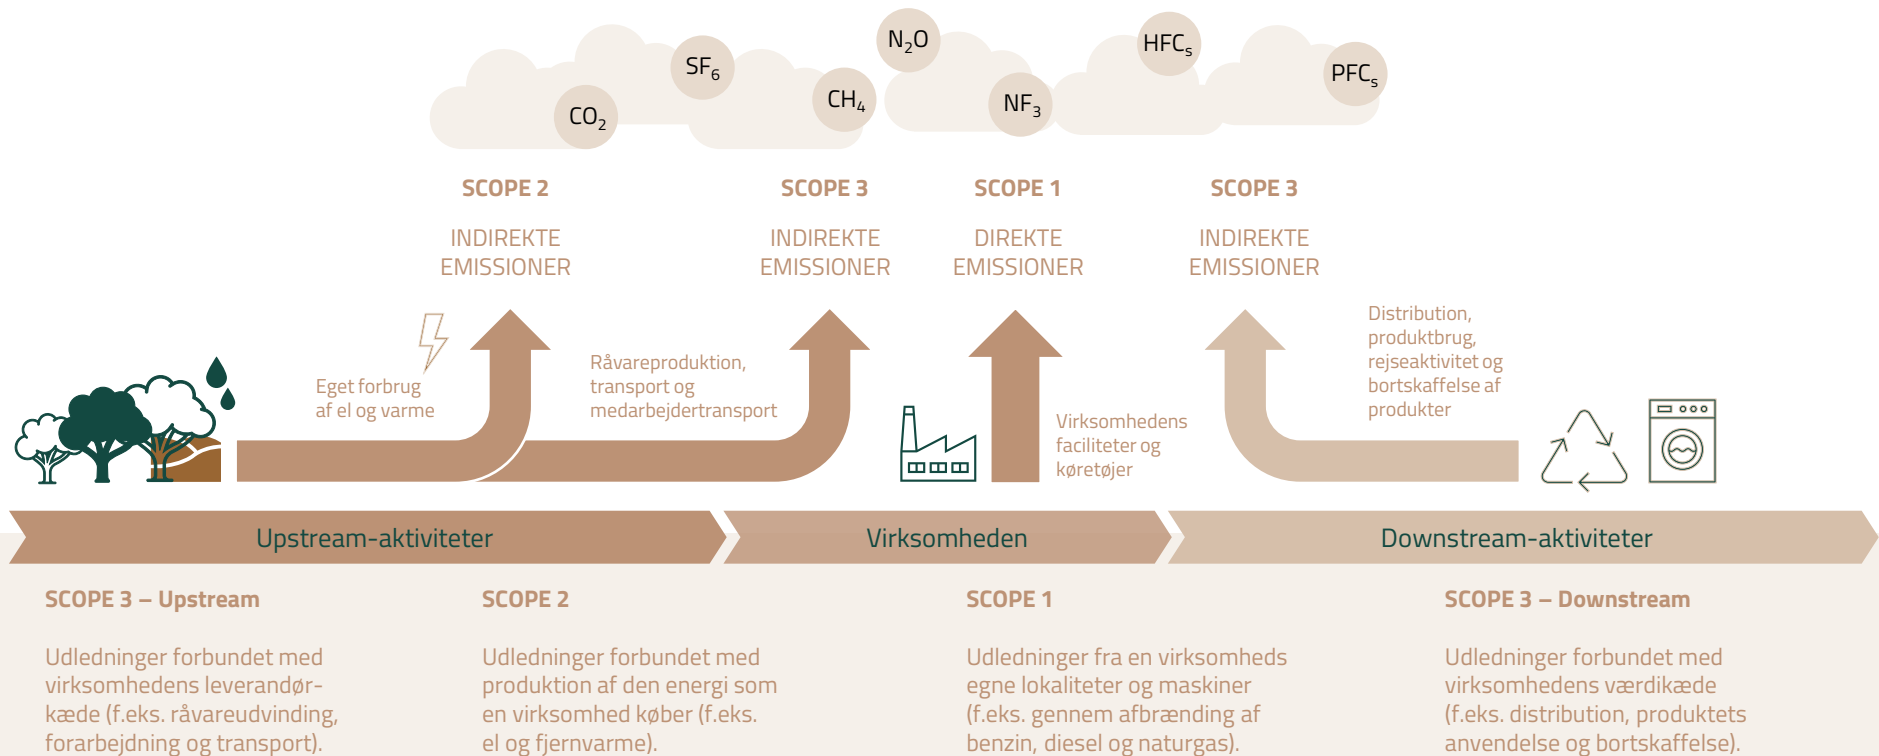 CO₂
SF₆
CH₄
N₂O
NF₃
HFCₛ
PFCₛ
SCOPE 2
INDIREKTE
EMISSIONER
SCOPE 3
INDIREKTE
EMISSIONER
SCOPE 1
DIREKTE
EMISSIONER
SCOPE 3
INDIREKTE
EMISSIONER
Eget forbrug
af el og varme
Råvareproduktion,
transport og
medarbejdertransport
Virksomhedens
faciliteter og
køretøjer
Distribution,
produktbrug,
rejseaktivitet og
bortskaffelse af
produkter
Upstream-aktiviteter
Virksomheden
Downstream-aktiviteter
SCOPE 3 – Upstream
Udledninger forbundet med
virksomhedens leverandør-
kæde (f.eks. råvareudvinding,
forarbejdning og transport).
SCOPE 2
Udledninger forbundet med
produktion af den energi som
en virksomhed køber (f.eks.
el og fjernvarme).
SCOPE 1
Udledninger fra en virksomheds
egne lokaliteter og maskiner
(f.eks. gennem afbrænding af
benzin, diesel og naturgas).
SCOPE 3 – Downstream
Udledninger forbundet med
virksomhedens værdikæde
(f.eks. distribution, produktets
anvendelse og bortskaffelse).